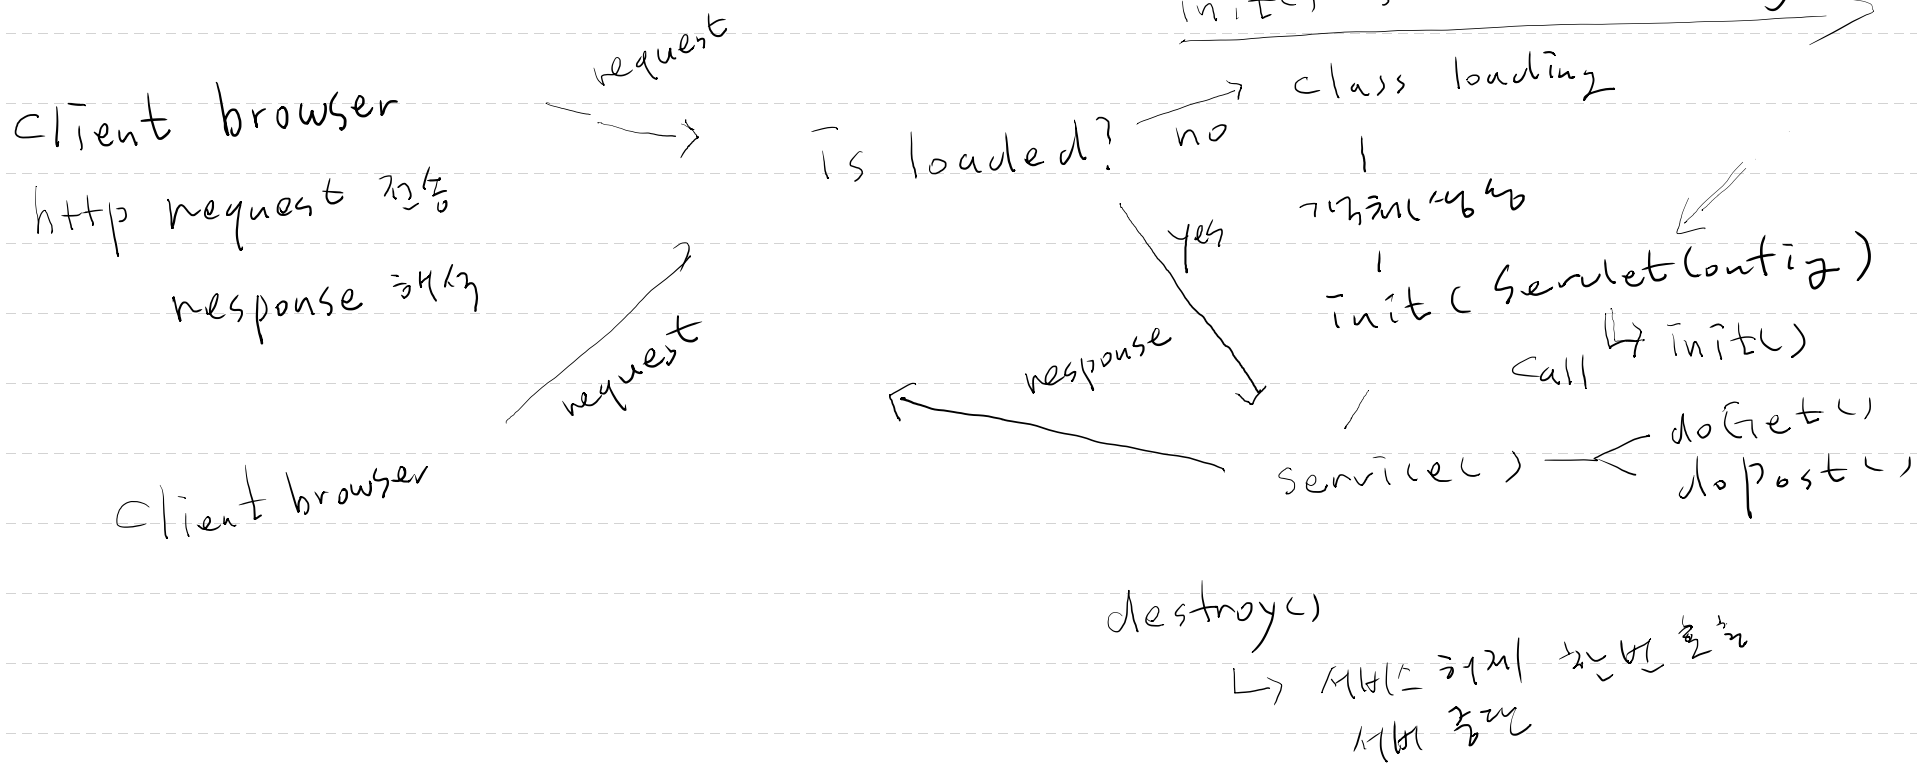 request
Client browser
http request 전송
response 해석
request
Client browser
is loaded?
no
class loading
객체생성
init( ServletConfig )
call
init()
yes
response
service()
doGet()
doPost()
destroy()
서비스 해제 한번 호출
서버 중단